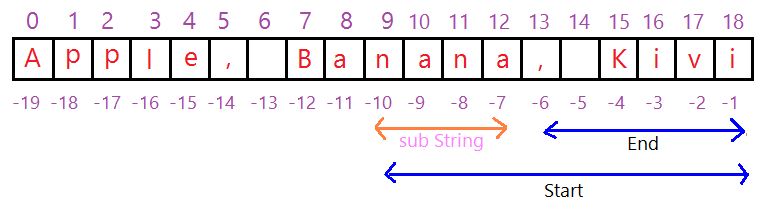 0 1 2 3 4 5 6 7 8 9 10 11 12 13 14 15 16 17 18
A p p l e , B a n a n a , K i v i
-19 -18 -17 -16 -15 -14 -13 -12 -11 -10 -9 -8 -7 -6 -5 -4 -3 -2 -1
sub String
End
Start